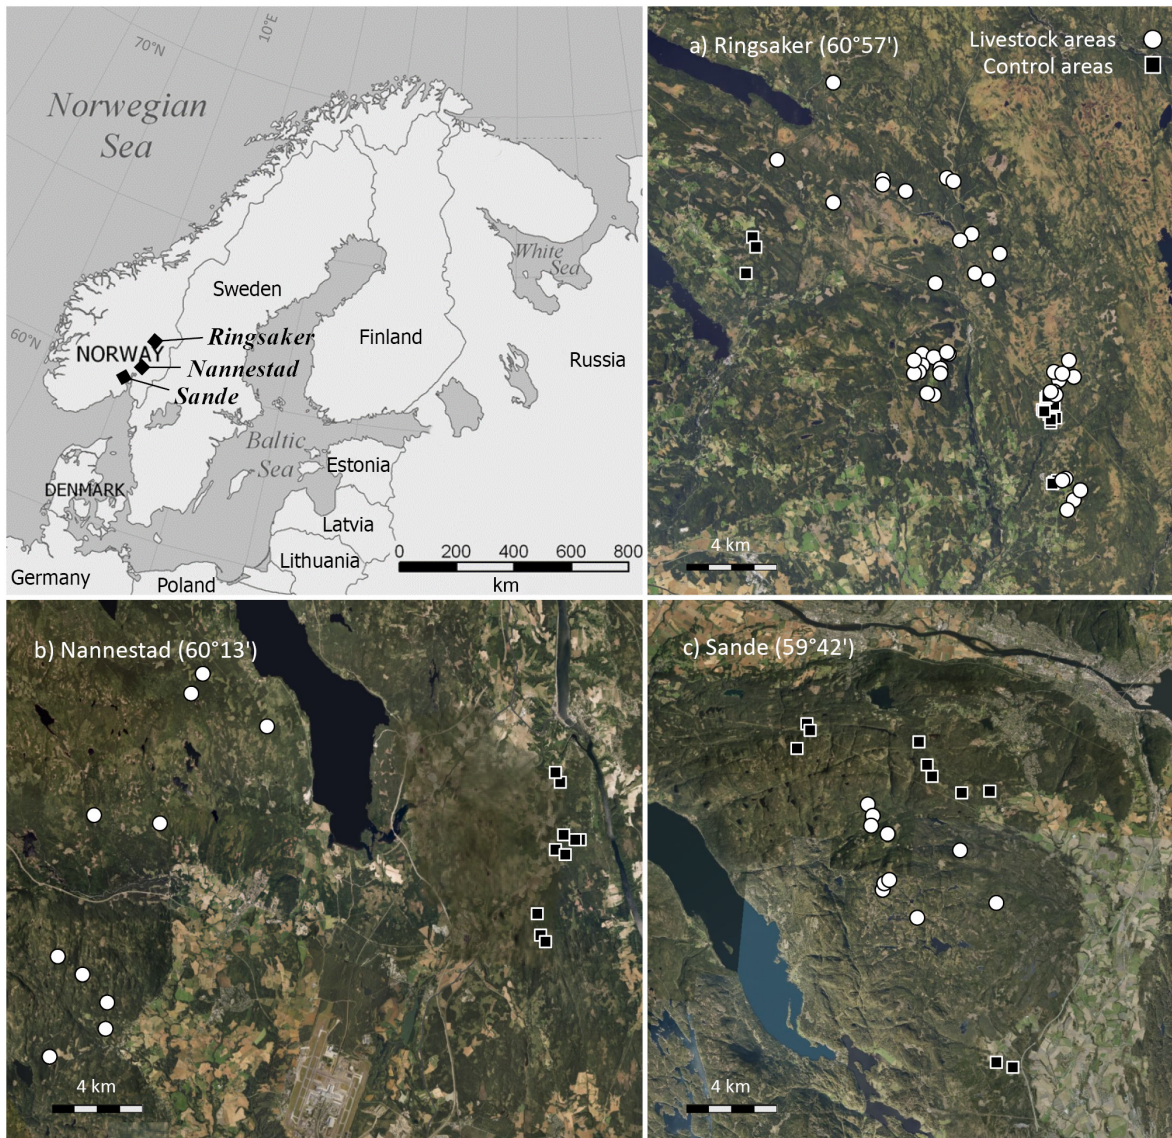 70°N
10°E
Norwegian
Sea
White
Sea
Sweden
60°N
Ringsaker
NORWAY
Finland
Nannestad
Russia
Sande
Baltic
Sea
Estonia
DENMARK
Latvia
Lithuania
0 200 400 600 800
km
Germany
Poland
a) Ringsaker (60°57')
Livestock areas
Control areas
4 km
b) Nannestad (60°13')
4 km
c) Sande (59°42')
4 km